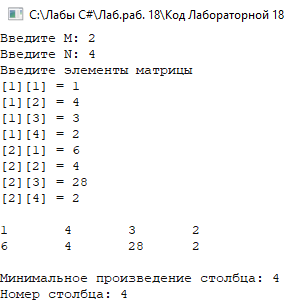 C:\Лабы C#\Лаб.раб. 18\Код Лабораторной 18
Введите M: 2
Введите N: 4
Введите элементы матрицы
[1][1] = 1
[1][2] = 4
[1][3] = 3
[1][4] = 2
[2][1] = 6
[2][2] = 4
[2][3] = 28
[2][4] = 2
1 4 3 2
6 4 28 2
Минимальное произведение столбца: 4
Номер столбца: 4